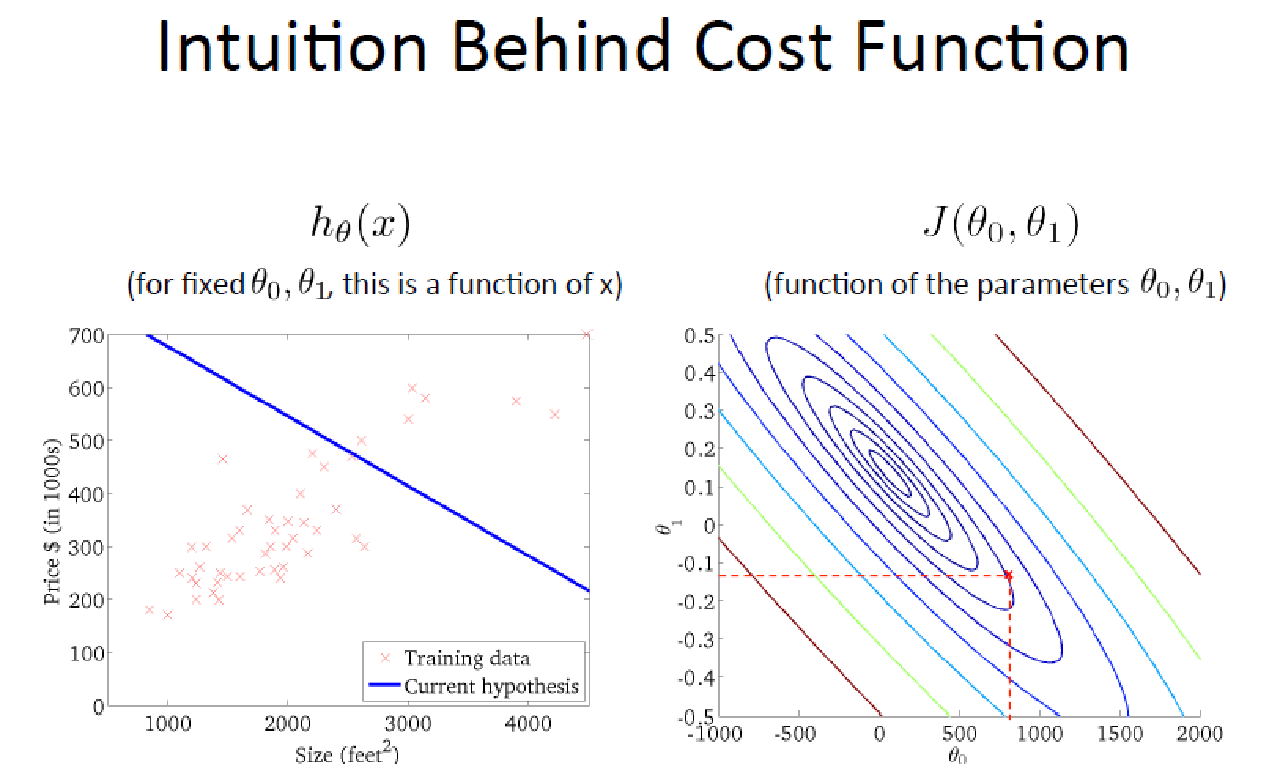 Intuition Behind Cost Function
hθ(x)
(for fixed θ0, θ1, this is a function of x)
J(θ0, θ1)
(function of the parameters θ0, θ1)
700
600
500
400
300
200
100
0
Price $ (in 1000s)
1000 2000 3000 4000
Size (feet2)
Training data
Current hypothesis
0.5
0.4
0.3
0.2
0.1
0
-0.1
-0.2
-0.3
-0.4
-0.5
θ1
-1000 -500 0 500 1000 1500 2000
θ0